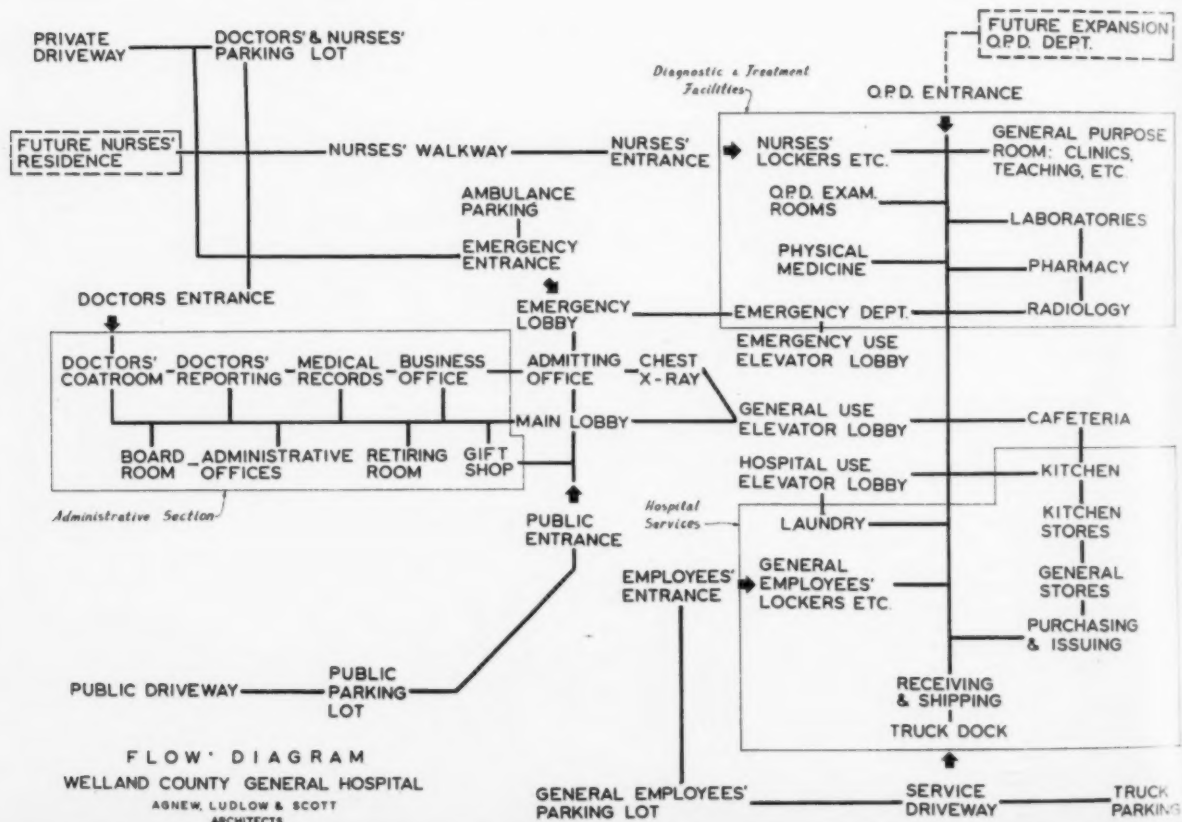 PRIVATE
DRIVEWAY
DOCTORS' & NURSES'
PARKING LOT
FUTURE EXPANSION
O.P.D. DEPT.
Diagnostic & Treatment
Facilities
O.P.D. ENTRANCE
FUTURE NURSES'
RESIDENCE
NURSES' WALKWAY
NURSES'
ENTRANCE
NURSES'
LOCKERS ETC.
GENERAL PURPOSE
ROOM: CLINICS,
TEACHING, ETC.
AMBULANCE
PARKING
O.P.D. EXAM.
ROOMS
LABORATORIES
EMERGENCY
ENTRANCE
PHYSICAL
MEDICINE
PHARMACY
DOCTORS ENTRANCE
EMERGENCY
LOBBY
EMERGENCY DEPT.
RADIOLOGY
EMERGENCY USE
ELEVATOR LOBBY
DOCTORS'
COATROOM
DOCTORS'
REPORTING
MEDICAL
RECORDS
BUSINESS
OFFICE
ADMITTING
OFFICE
CHEST
X-RAY
MAIN LOBBY
GENERAL USE
ELEVATOR LOBBY
CAFETERIA
BOARD
ROOM
ADMINISTRATIVE
OFFICES
RETIRING
ROOM
GIFT
SHOP
HOSPITAL USE
ELEVATOR LOBBY
KITCHEN
Administrative Section
Hospital
Services
PUBLIC
ENTRANCE
LAUNDRY
KITCHEN
STORES
EMPLOYEES'
ENTRANCE
GENERAL
EMPLOYEES'
LOCKERS ETC.
GENERAL
STORES
PURCHASING
& ISSUING
PUBLIC DRIVEWAY
PUBLIC
PARKING
LOT
RECEIVING
& SHIPPING
TRUCK DOCK
FLOW DIAGRAM
WELLAND COUNTY GENERAL HOSPITAL
AGNEW, LUDLOW & SCOTT
ARCHITECTS
GENERAL EMPLOYEES'
PARKING LOT
SERVICE
DRIVEWAY
TRUCK
PARKING